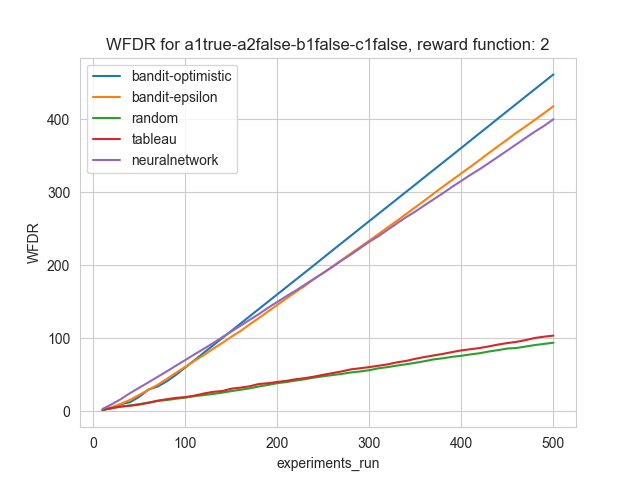 WFDR for a1true-a2false-b1false-c1false, reward function: 2
bandit-optimistic
bandit-epsilon
random
tableau
neuralnetwork
WFDR
400
300
200
100
0
0 100 200 300 400 500
experiments_run